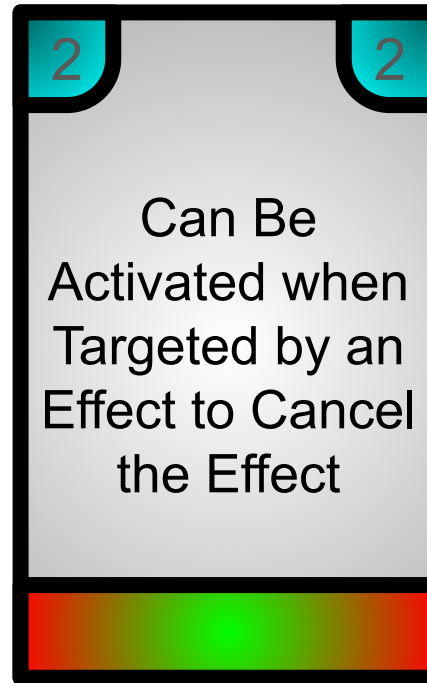 2 2
Can Be
Activated when
Targeted by an
Effect to Cancel
the Effect